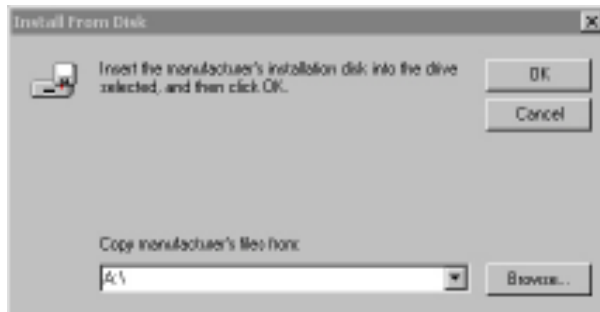 Install From Disk
Insert the manufacturer's installation disk into the drive
selected, and then click OK.
OK
Cancel
Copy manufacturer's files from:
A:\
Browse...